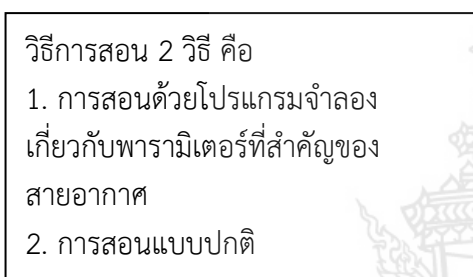 วิธีการสอน 2 วิธี คือ
1. การสอนด้วยโปรแกรมจำลอง
เกี่ยวกับพารามิเตอร์ที่สำคัญของ
สายอากาศ
2. การสอนแบบปกติ